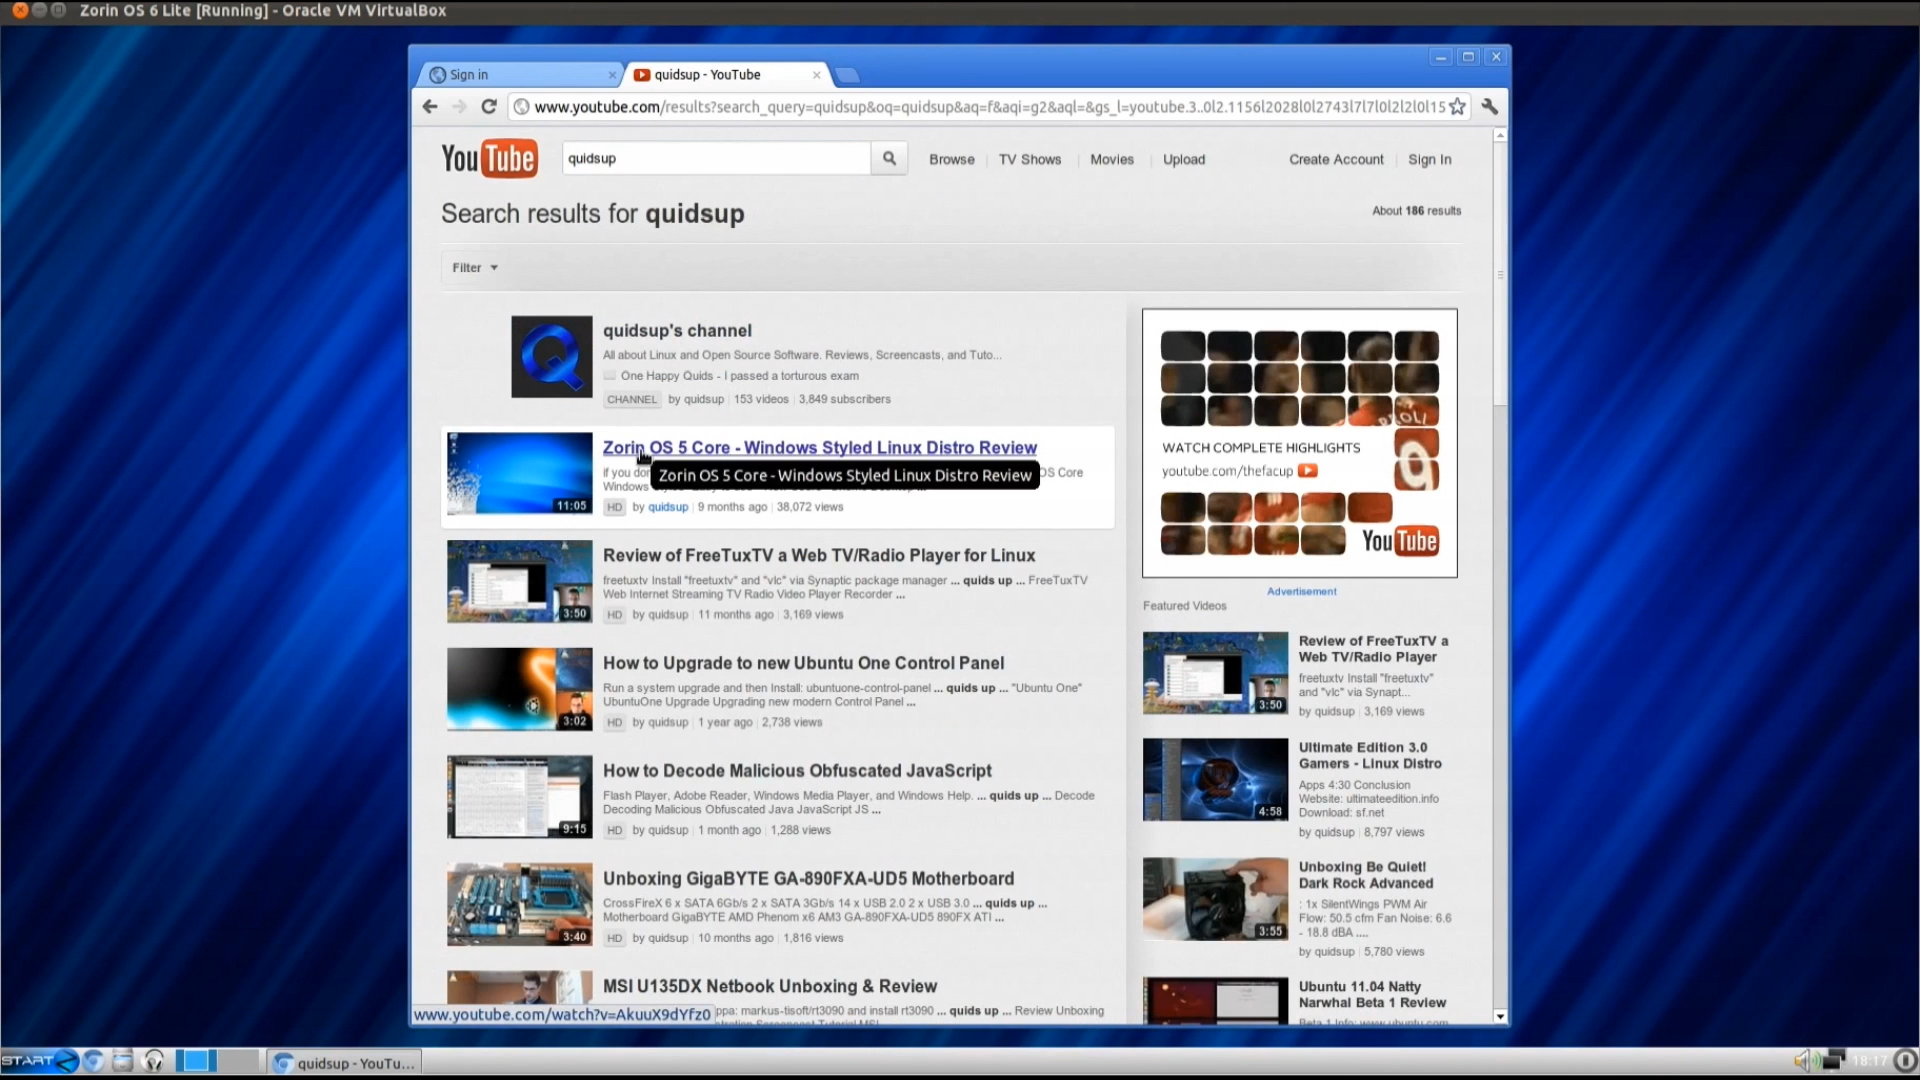 Zorin OS 6 Lite [Running] - Oracle VM VirtualBox
Sign in
quidsup - YouTube
www.youtube.com/results?search_query=quidsup&oq=quidsup&aq=f&aqi=g2&aql=&gs_l=youtube.3..0l2.1156l2028l0l2743l7l7l0l2l2l0l15
YouTube
quidsup
Browse
TV Shows
Movies
Upload
Create Account
Sign In
Search results for quidsup
About 186 results
Filter
quidsup's channel
All about Linux and Open Source Software. Reviews, Screencasts, and Tuto...
One Happy Quids - I passed a torturous exam
CHANNEL by quidsup 153 videos 3,849 subscribers
Zorin OS 5 Core - Windows Styled Linux Distro Review
if you don
OS Core
Zorin OS 5 Core - Windows Styled Linux Distro Review
Windows
11:05
HD by quidsup 9 months ago 38,072 views
Review of FreeTuxTV a Web TV/Radio Player for Linux
freetuxtv Install "freetuxtv" and "vlc" via Synaptic package manager ... quids up ... FreeTuxTV
Web Internet Streaming TV Radio Video Player Recorder ...
3:50
HD by quidsup 11 months ago 3,169 views
How to Upgrade to new Ubuntu One Control Panel
Run a system upgrade and then Install: ubuntuone-control-panel ... quids up ... "Ubuntu One"
UbuntuOne Upgrade Upgrading new modern Control Panel ...
3:02
HD by quidsup 1 year ago 2,738 views
How to Decode Malicious Obfuscated JavaScript
Flash Player, Adobe Reader, Windows Media Player, and Windows Help. ... quids up ... Decode
Decoding Malicious Obfuscated Java JavaScript JS ...
9:15
HD by quidsup 1 month ago 1,288 views
Unboxing GigaBYTE GA-890FXA-UD5 Motherboard
CrossFireX 6 x SATA 6Gb/s 2 x SATA 3Gb/s 14 x USB 2.0 2 x USB 3.0 ... quids up ...
Motherboard GigaBYTE AMD Phenom x6 AM3 GA-890FXA-UD5 890FX ATI ...
3:40
HD by quidsup 10 months ago 1,816 views
MSI U135DX Netbook Unboxing & Review
ppa: markus-tisoft/rt3090 and install rt3090 ... quids up ... Review Unboxing
www.youtube.com/watch?v=AkuuX9dYfz0
WATCH COMPLETE HIGHLIGHTS
youtube.com/thefacup
YouTube
Advertisement
Featured Videos
Review of FreeTuxTV a
Web TV/Radio Player
freetuxtv Install "freetuxtv"
and "vlc" via Synapt...
3:50
by quidsup 3,169 views
Ultimate Edition 3.0
Gamers - Linux Distro
Apps 4:30 Conclusion
Website: ultimateedition.info
Download: sf.net
4:58
by quidsup 8,797 views
Unboxing Be Quiet!
Dark Rock Advanced
: 1x SilentWings PWM Air
Flow: 50.5 cfm Fan Noise: 6.6
- 18.8 dBA ....
3:55
by quidsup 5,780 views
Ubuntu 11.04 Natty
Narwhal Beta 1 Review
START
quidsup - YouTu...
18:17